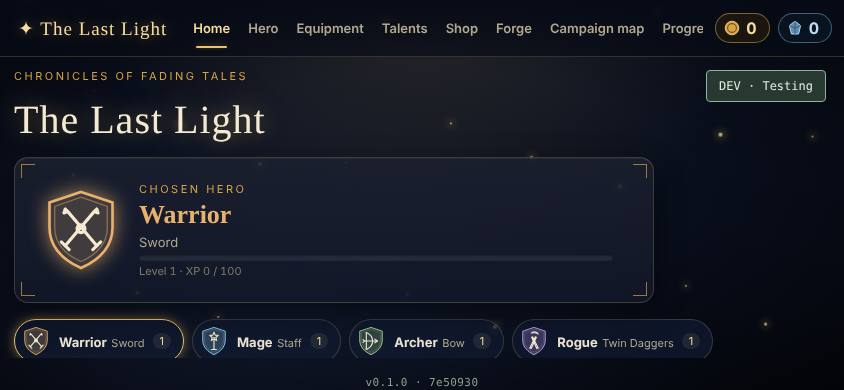 ✦ The Last Light
Home Hero Equipment Talents Shop Forge Campaign map Progre
0 0
CHRONICLES OF FADING TALES
DEV · Testing
The Last Light
CHOSEN HERO
Warrior
Sword
Level 1 · XP 0 / 100
Warrior Sword 1
Mage Staff 1
Archer Bow 1
Rogue Twin Daggers 1
v0.1.0 · 7e50930